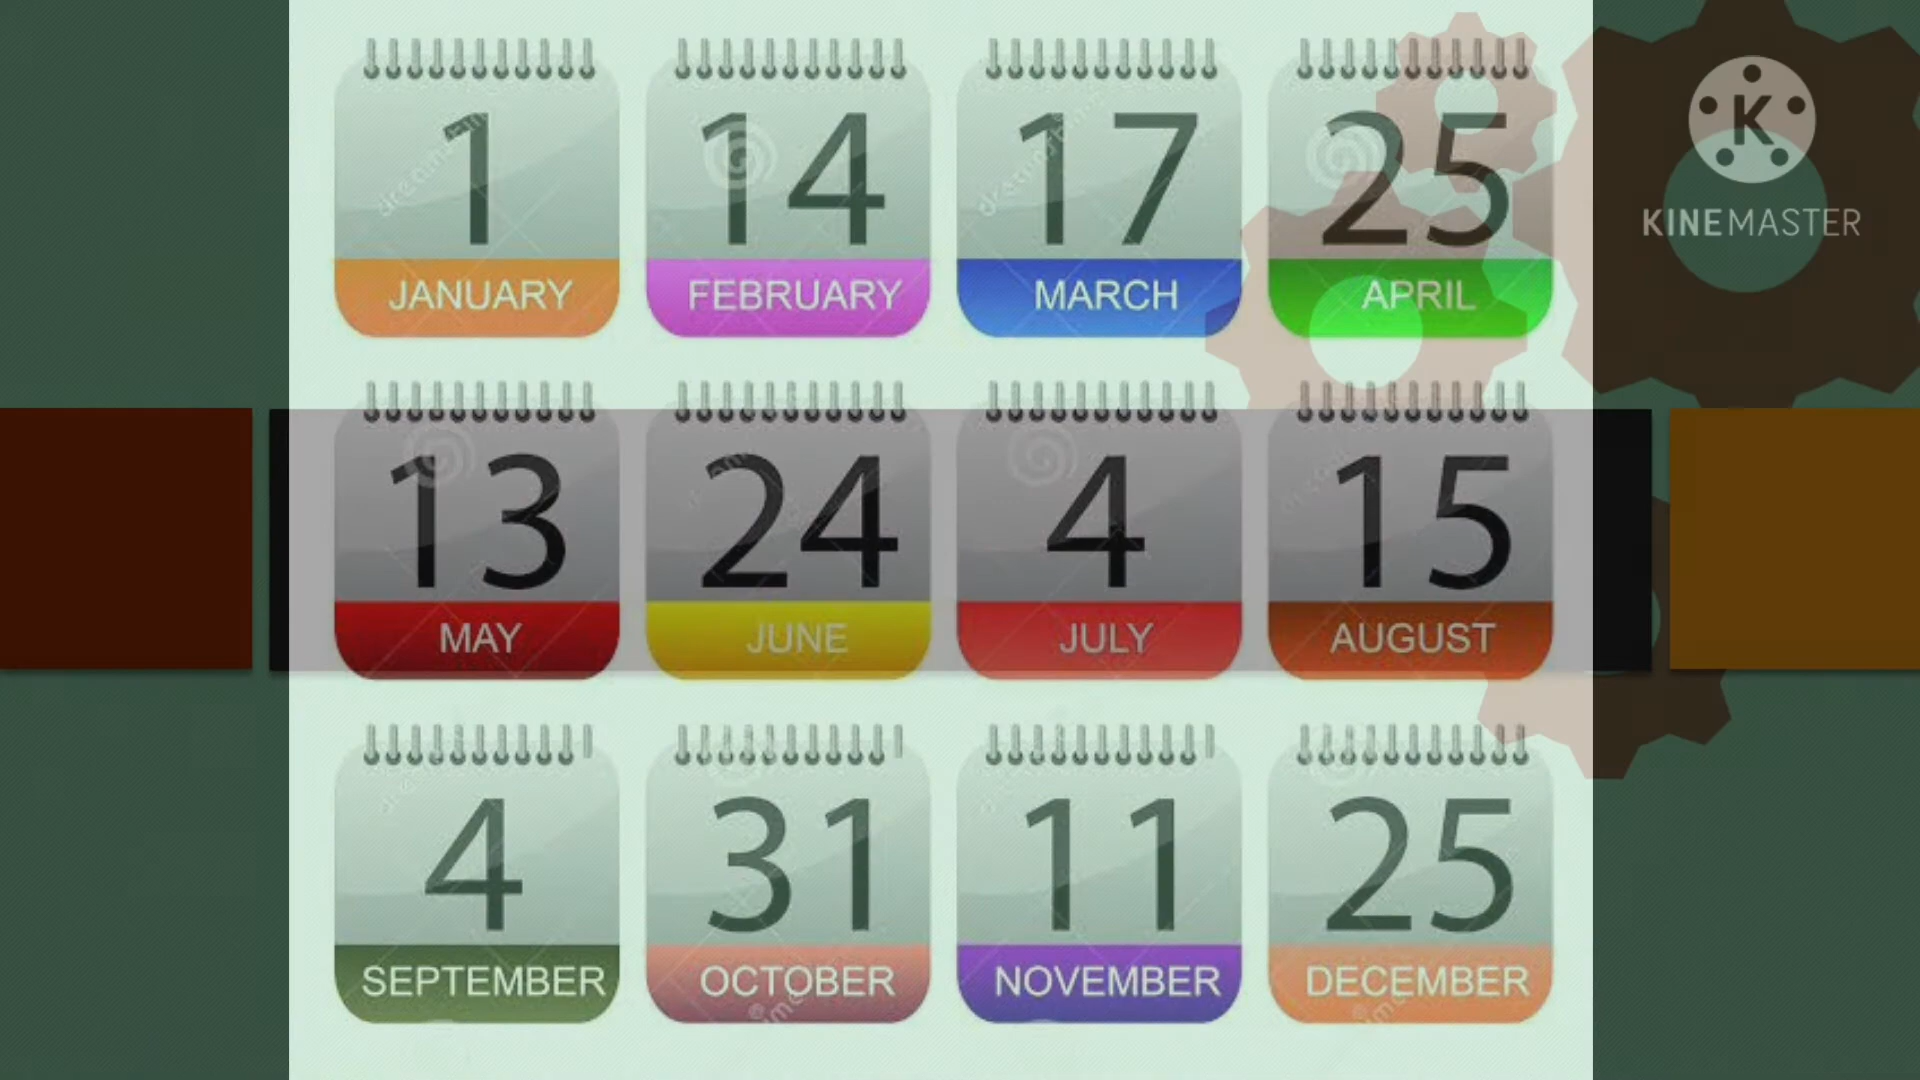 1 14 17 25
JANUARY FEBRUARY MARCH APRIL
K
KINEMASTER
13 24 4 15
MAY JUNE JULY AUGUST
4 31 11 25
SEPTEMBER OCTOBER NOVEMBER DECEMBER